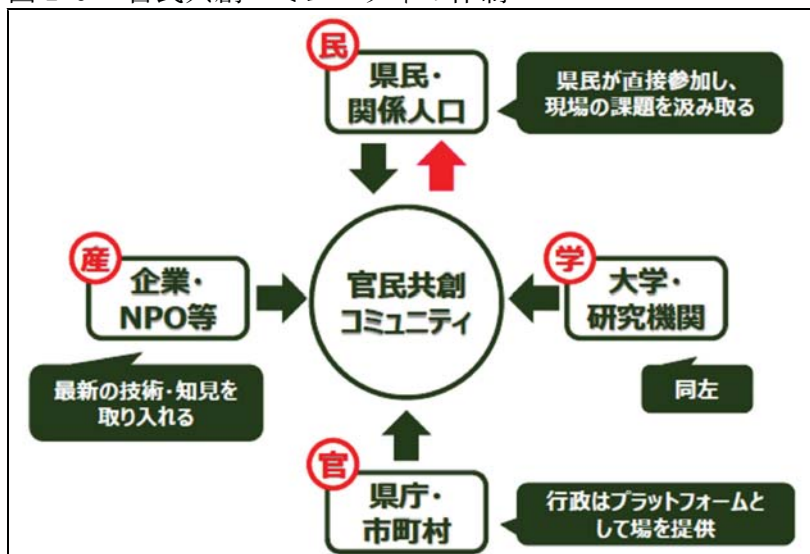 民
県民・
関係人口
県民が直接参加し、
現場の課題を汲み取る
産
企業・
NPO等
官民共創
コミュニティ
学
大学・
研究機関
最新の技術・知見を
取り入れる
同左
官
県庁・
市町村
行政はプラットフォームと
して場を提供